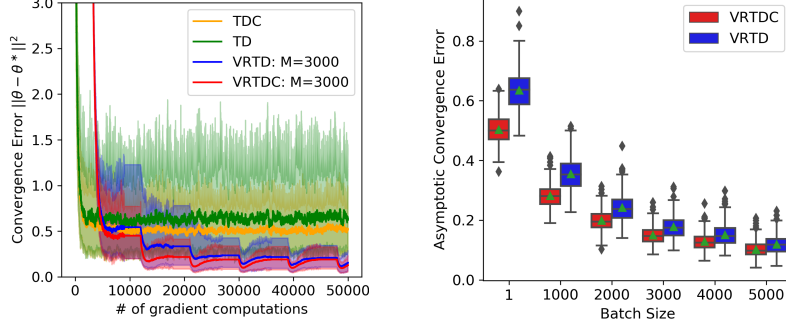 Convergence Error ||θ − θ*||²
3.0
2.5
2.0
1.5
1.0
0.5
0.0
TDC
TD
VRTD: M=3000
VRTDC: M=3000
0 10000 20000 30000 40000 50000
# of gradient computations
Asymptotic Convergence Error
0.8
0.6
0.4
0.2
0.0
VRTDC
VRTD
1 1000 2000 3000 4000 5000
Batch Size